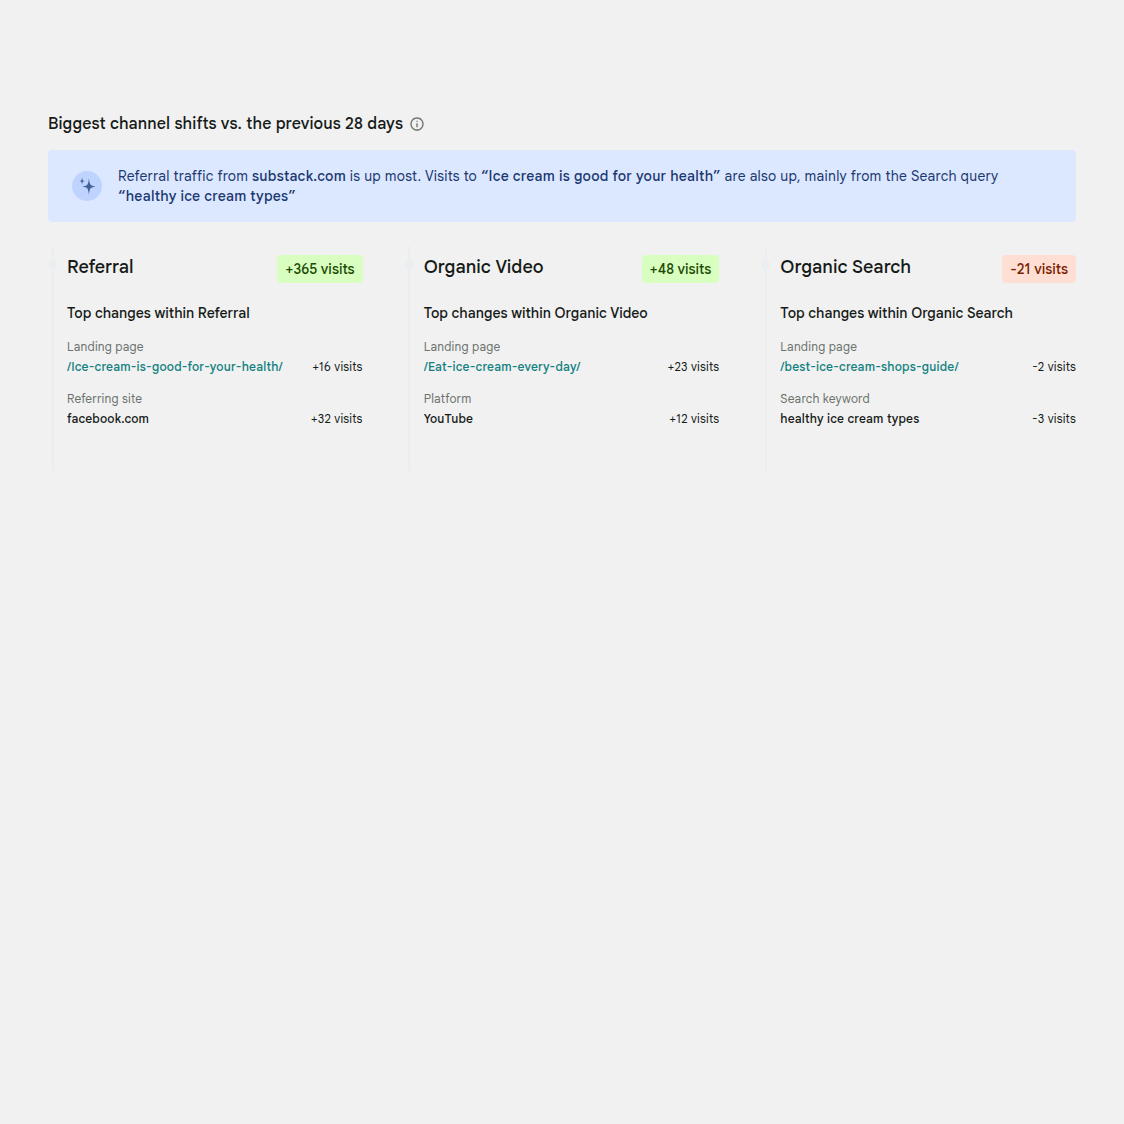 Biggest channel shifts vs. the previous 28 days
Referral traffic from substack.com is up most. Visits to “Ice cream is good for your health” are also up, mainly from the Search query
“healthy ice cream types”
Referral
+365 visits
Top changes within Referral
Landing page
/Ice-cream-is-good-for-your-health/ +16 visits
Referring site
facebook.com +32 visits
Organic Video
+48 visits
Top changes within Organic Video
Landing page
/Eat-ice-cream-every-day/ +23 visits
Platform
YouTube +12 visits
Organic Search
-21 visits
Top changes within Organic Search
Landing page
/best-ice-cream-shops-guide/ -2 visits
Search keyword
healthy ice cream types -3 visits